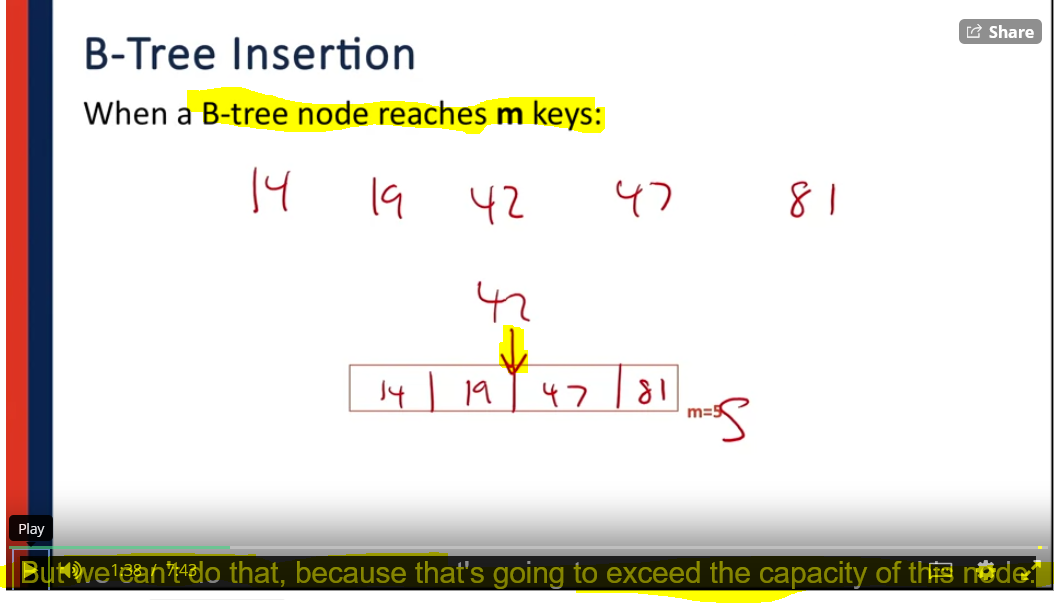 Share
B-Tree Insertion
When a B-tree node reaches m keys:
14 19 42 47 81
42
14 19 47 81
m=5 5
Play
1:38 / 7:43
But we can't do that, because that's going to exceed the capacity of this node.